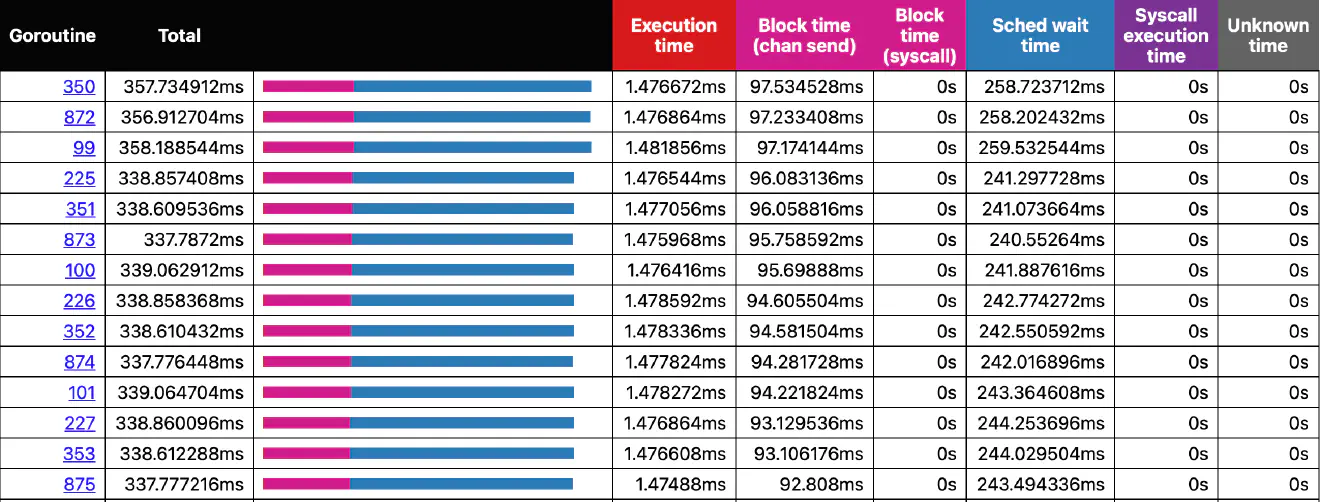 Goroutine Total Execution time Block time (chan send) Block time (syscall) Sched wait time Syscall execution time Unknown time
350 357.734912ms 1.476672ms 97.534528ms 0s 258.723712ms 0s 0s
872 356.912704ms 1.476864ms 97.233408ms 0s 258.202432ms 0s 0s
99 358.188544ms 1.481856ms 97.174144ms 0s 259.532544ms 0s 0s
225 338.857408ms 1.476544ms 96.083136ms 0s 241.297728ms 0s 0s
351 338.609536ms 1.477056ms 96.058816ms 0s 241.073664ms 0s 0s
873 337.7872ms 1.475968ms 95.758592ms 0s 240.55264ms 0s 0s
100 339.062912ms 1.476416ms 95.69888ms 0s 241.887616ms 0s 0s
226 338.858368ms 1.478592ms 94.605504ms 0s 242.774272ms 0s 0s
352 338.610432ms 1.478336ms 94.581504ms 0s 242.550592ms 0s 0s
874 337.776448ms 1.477824ms 94.281728ms 0s 242.016896ms 0s 0s
101 339.064704ms 1.478272ms 94.221824ms 0s 243.364608ms 0s 0s
227 338.860096ms 1.476864ms 93.129536ms 0s 244.253696ms 0s 0s
353 338.612288ms 1.476608ms 93.106176ms 0s 244.029504ms 0s 0s
875 337.777216ms 1.47488ms 92.808ms 0s 243.494336ms 0s 0s